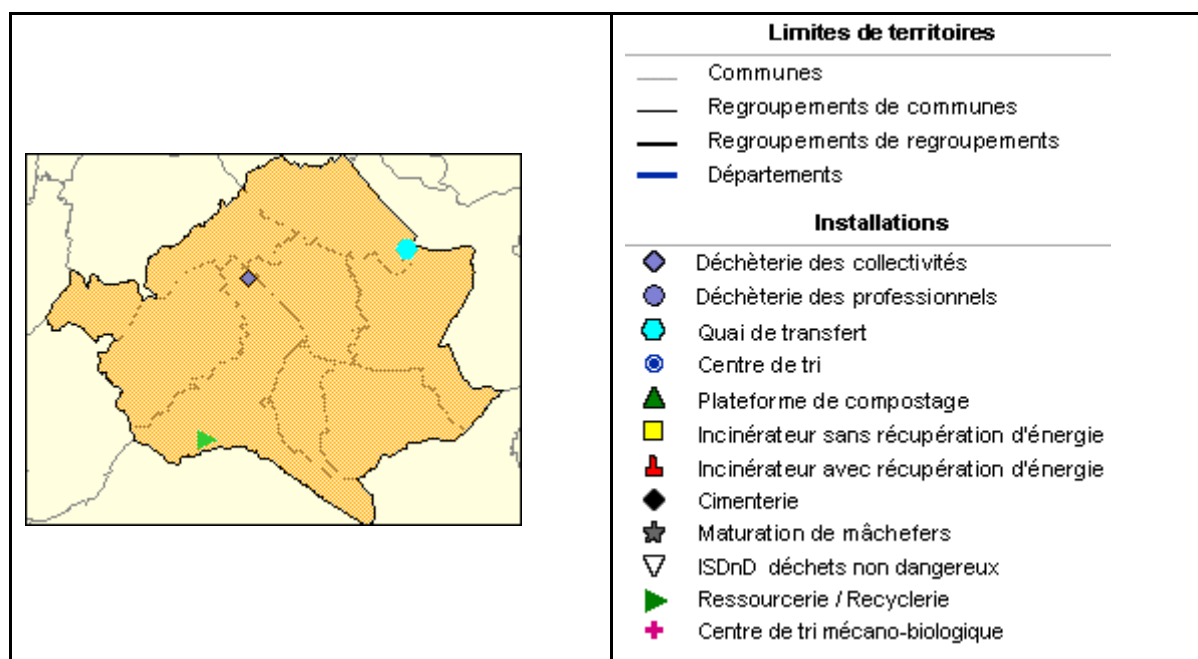 Limites de territoires
Communes
Regroupements de communes
Regroupements de regroupements
Départements
Installations
Déchèterie des collectivités
Déchèterie des professionnels
Quai de transfert
Centre de tri
Plateforme de compostage
Incinérateur sans récupération d'énergie
Incinérateur avec récupération d'énergie
Cimenterie
Maturation de mâchefers
ISDnD déchets non dangereux
Ressourcerie / Recyclerie
Centre de tri mécano-biologique